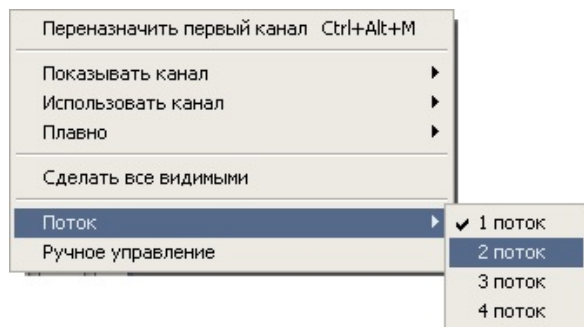 Переназначить первый канал Ctrl+Alt+M
Показывать канал
Использовать канал
Плавно
Сделать все видимыми
Поток
Ручное управление
1 поток
2 поток
3 поток
4 поток